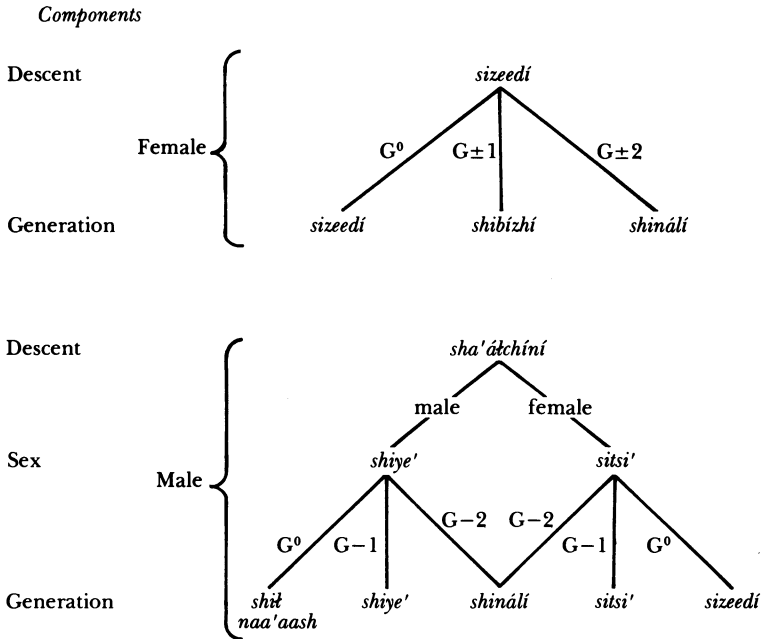 Components
Descent
sizeedí
Female
G⁰
G±1
G±2
Generation
sizeedí
shibízhí
shinálí
Descent
sha'áłchíní
male
female
Sex
shiye'
sitsi'
Male
G⁰
G−1
G−2
G−2
G−1
G⁰
Generation
shił
naa'aash
shiye'
shinálí
sitsi'
sizeedí